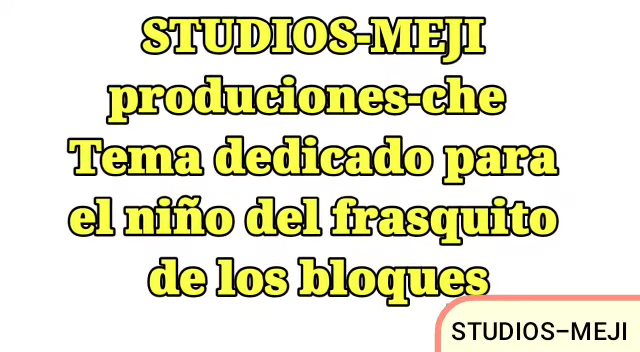 STUDIOS-MEJI
produciones-che
Tema dedicado para
el niño del frasquito
de los bloques
STUDIOS-MEJI